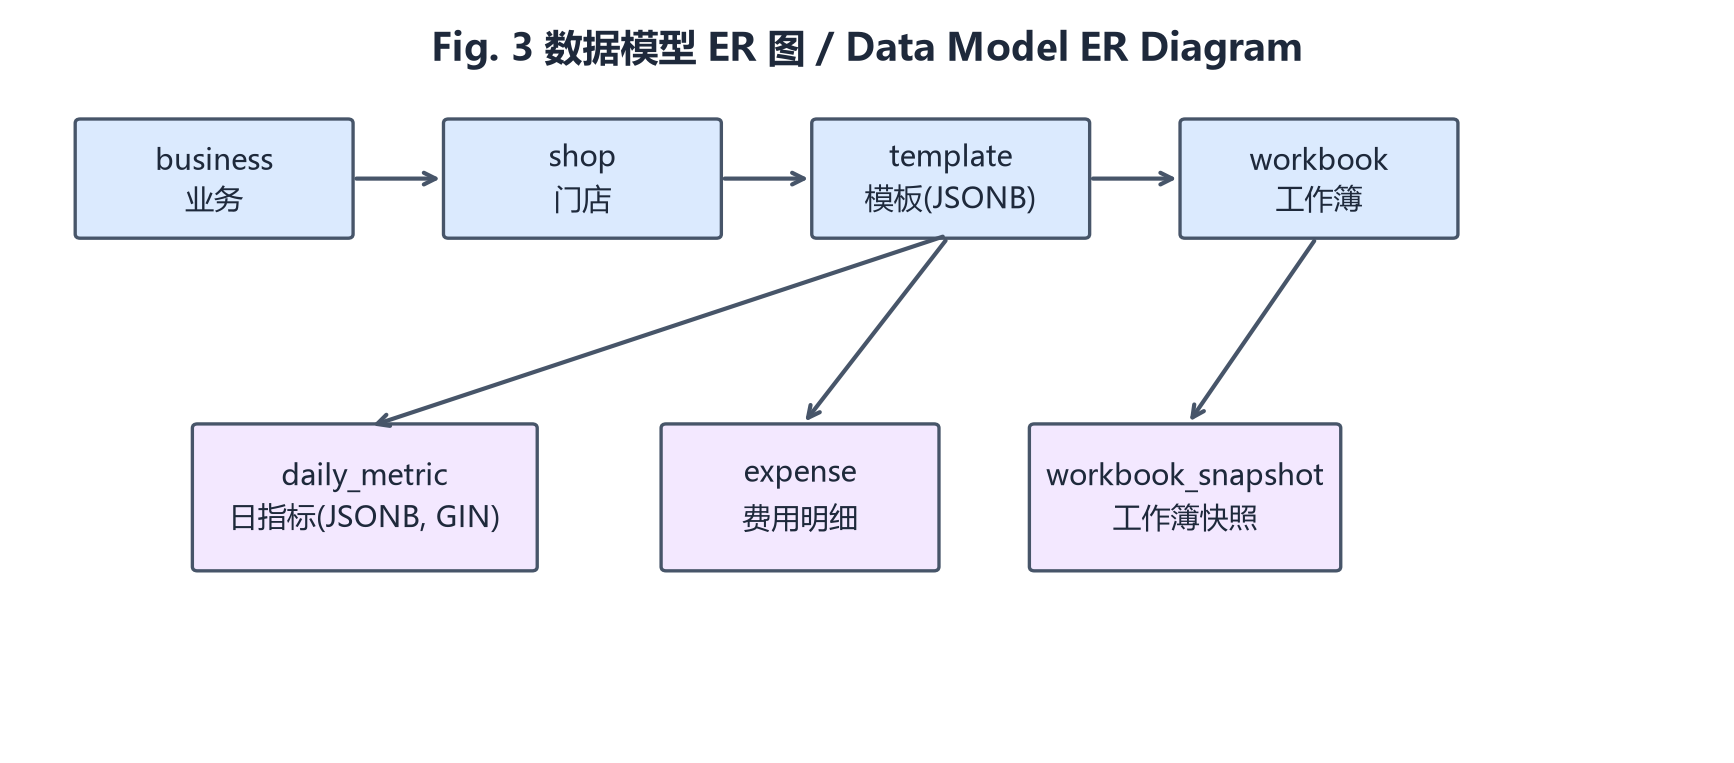 Fig. 3 数据模型 ER 图 / Data Model ER Diagram
business
业务
shop
门店
template
模板(JSONB)
workbook
工作簿
daily_metric
日指标(JSONB, GIN)
expense
费用明细
workbook_snapshot
工作簿快照